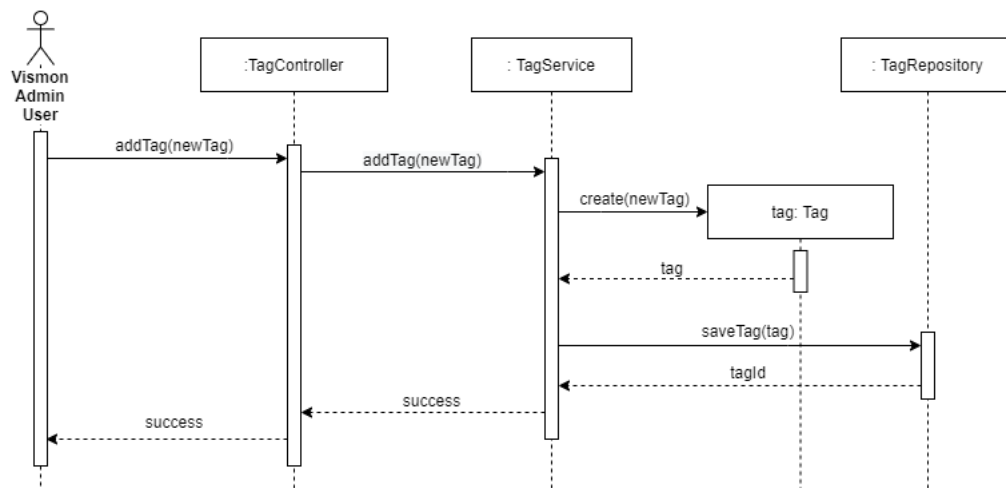 Vismon
Admin
User
:TagController
: TagService
: TagRepository
addTag(newTag)
addTag(newTag)
create(newTag)
tag: Tag
tag
saveTag(tag)
tagId
success
success